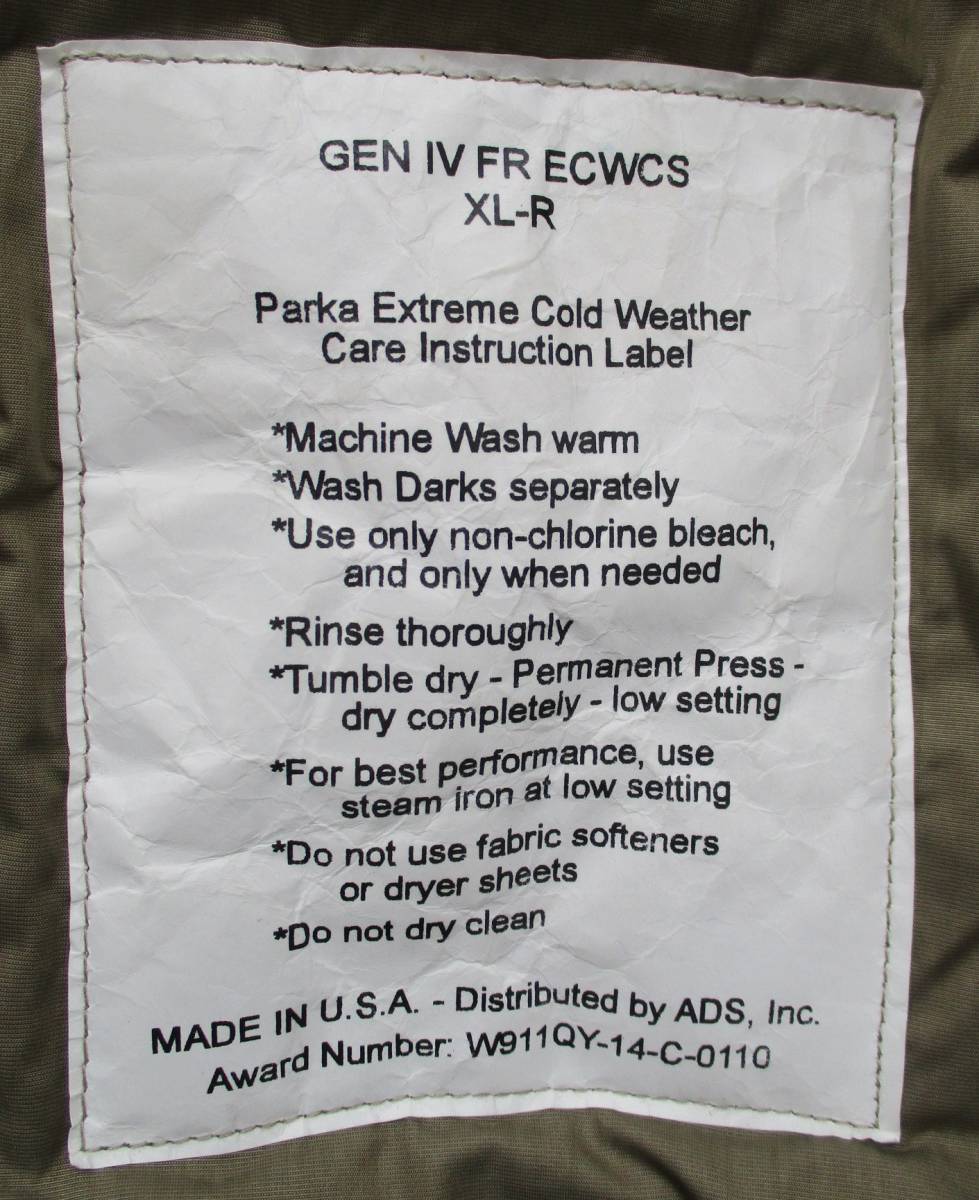 GEN IV FR ECWCS
XL-R
Parka Extreme Cold Weather
Care Instruction Label
*Machine Wash warm
*Wash Darks separately
*Use only non-chlorine bleach,
and only when needed
*Rinse thoroughly
*Tumble dry - Permanent Press -
dry completely - low setting
*For best performance, use
steam iron at low setting
*Do not use fabric softeners
or dryer sheets
*Do not dry clean
MADE IN U.S.A. - Distributed by ADS, Inc.
Award Number: W911QY-14-C-0110